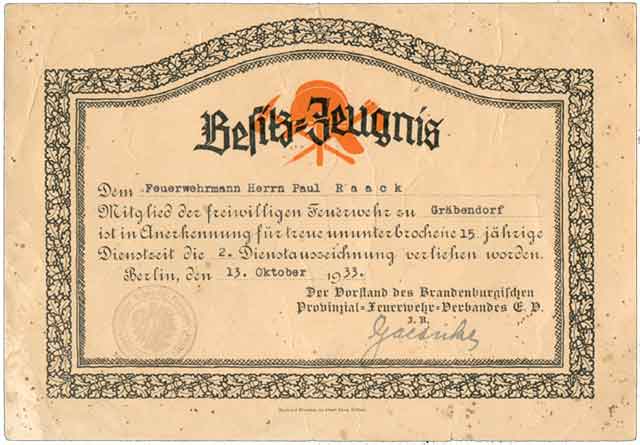 Besitz=Zeugnis
Dem Feuerwehrmann Herrn Paul Raack
Mitglied der freiwilligen Feuerwehr zu Gräbendorf
ist in Anerkennung für treue ununterbrochene 15 jährige
Dienstzeit die 2. Dienstauszeichnung verliehen worden.
Berlin, den 13. Oktober 1933.
Der Vorstand des Brandenburgischen
Provinzial=Feuerwehr=Verbandes E. V.